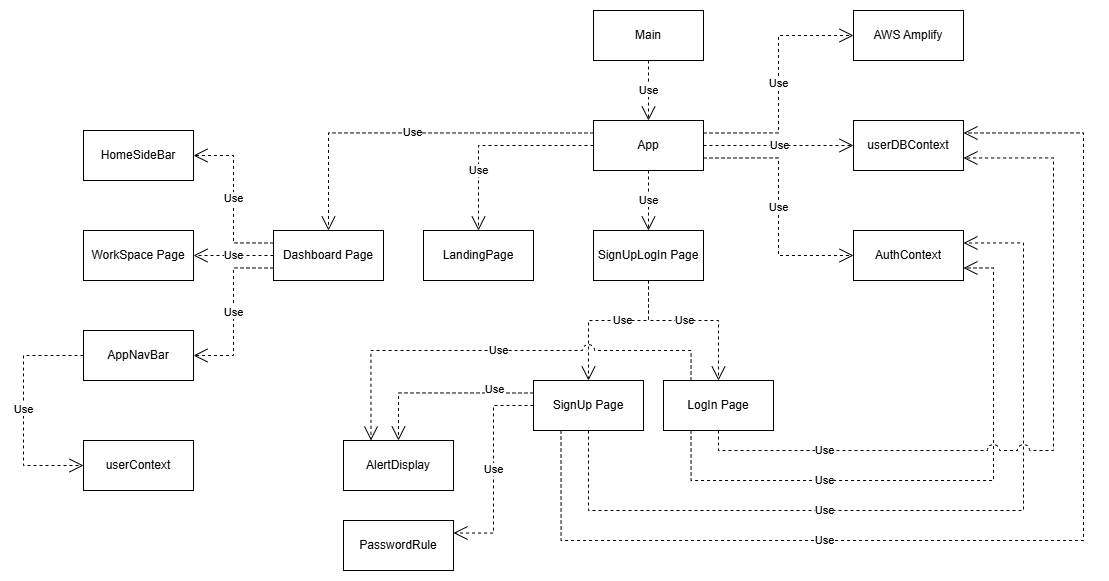 Main
AWS Amplify
Use
Use
Use
App
Use
userDBContext
HomeSideBar
Use
Use
Use
Use
WorkSpace Page
Use
Dashboard Page
LandingPage
SignUpLogIn Page
AuthContext
Use
Use
Use
AppNavBar
Use
Use
Use
SignUp Page
LogIn Page
Use
userContext
AlertDisplay
Use
Use
Use
Use
PasswordRule
Use